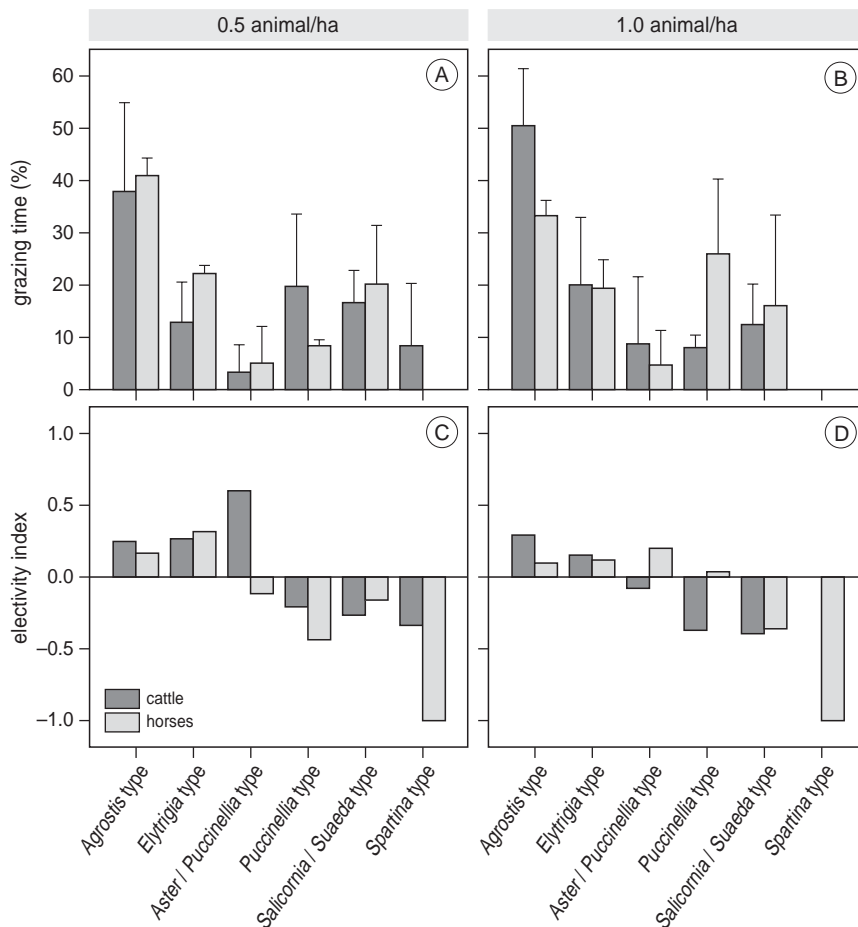 0.5 animal/ha
1.0 animal/ha
A
B
grazing time (%)
60
50
40
30
20
10
0
C
D
electivity index
1.0
0.5
0.0
–0.5
–1.0
cattle
horses
Agrostis type
Elytrigia type
Aster / Puccinellia type
Puccinellia type
Salicornia / Suaeda type
Spartina type
Agrostis type
Elytrigia type
Aster / Puccinellia type
Puccinellia type
Salicornia / Suaeda type
Spartina type